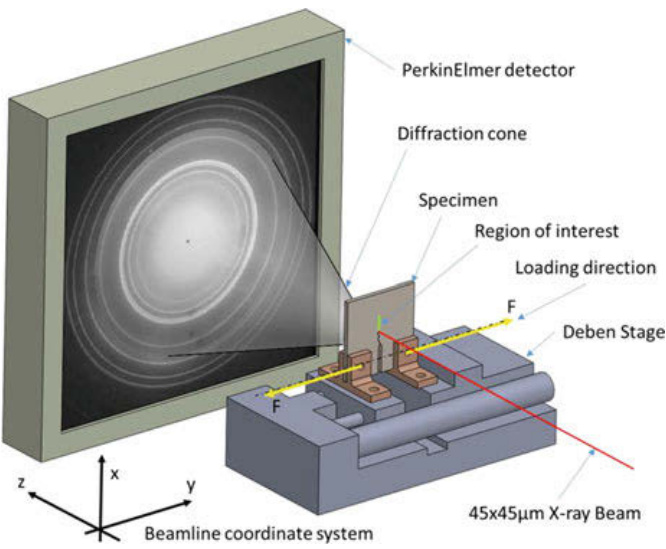 PerkinElmer detector
Diffraction cone
Specimen
Region of interest
Loading direction
F
Deben Stage
F
x
z
y
45x45μm X-ray Beam
Beamline coordinate system